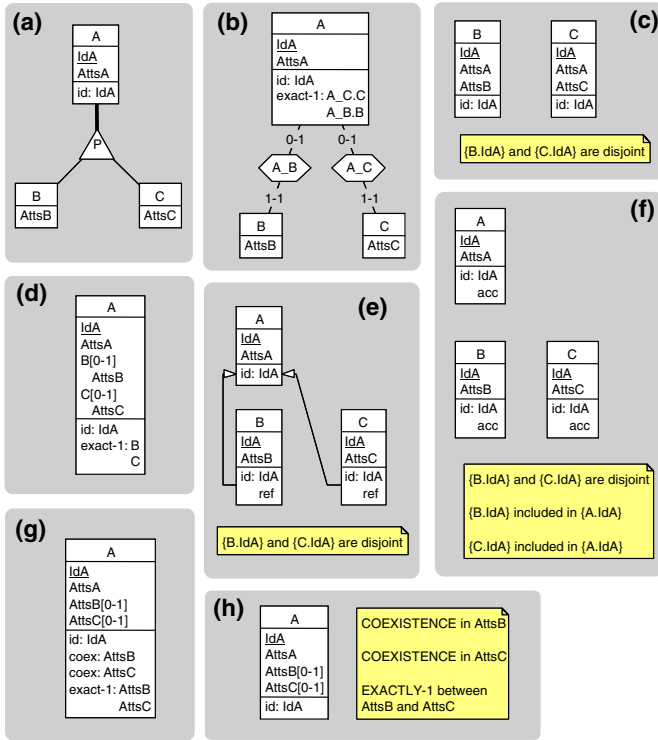 (a)
A
IdA
AttsA
id: IdA
P
B
AttsB
C
AttsC
(b)
A
IdA
AttsA
id: IdA
exact-1: A_C.C
A_B.B
0-1
0-1
A_B
A_C
1-1
1-1
B
AttsB
C
AttsC
(c)
B
IdA
AttsA
AttsB
id: IdA
C
IdA
AttsA
AttsC
id: IdA
{B.IdA} and {C.IdA} are disjoint
(d)
A
IdA
AttsA
B[0-1]
AttsB
C[0-1]
AttsC
id: IdA
exact-1: B
C
(e)
A
IdA
AttsA
id: IdA
B
IdA
AttsB
id: IdA
ref
C
IdA
AttsC
id: IdA
ref
{B.IdA} and {C.IdA} are disjoint
(f)
A
IdA
AttsA
id: IdA
acc
B
IdA
AttsB
id: IdA
acc
C
IdA
AttsC
id: IdA
acc
{B.IdA} and {C.IdA} are disjoint
{B.IdA} included in {A.IdA}
{C.IdA} included in {A.IdA}
(g)
A
IdA
AttsA
AttsB[0-1]
AttsC[0-1]
id: IdA
coex: AttsB
coex: AttsC
exact-1: AttsB
AttsC
(h)
A
IdA
AttsA
AttsB[0-1]
AttsC[0-1]
id: IdA
COEXISTENCE in AttsB
COEXISTENCE in AttsC
EXACTLY-1 between
AttsB and AttsC